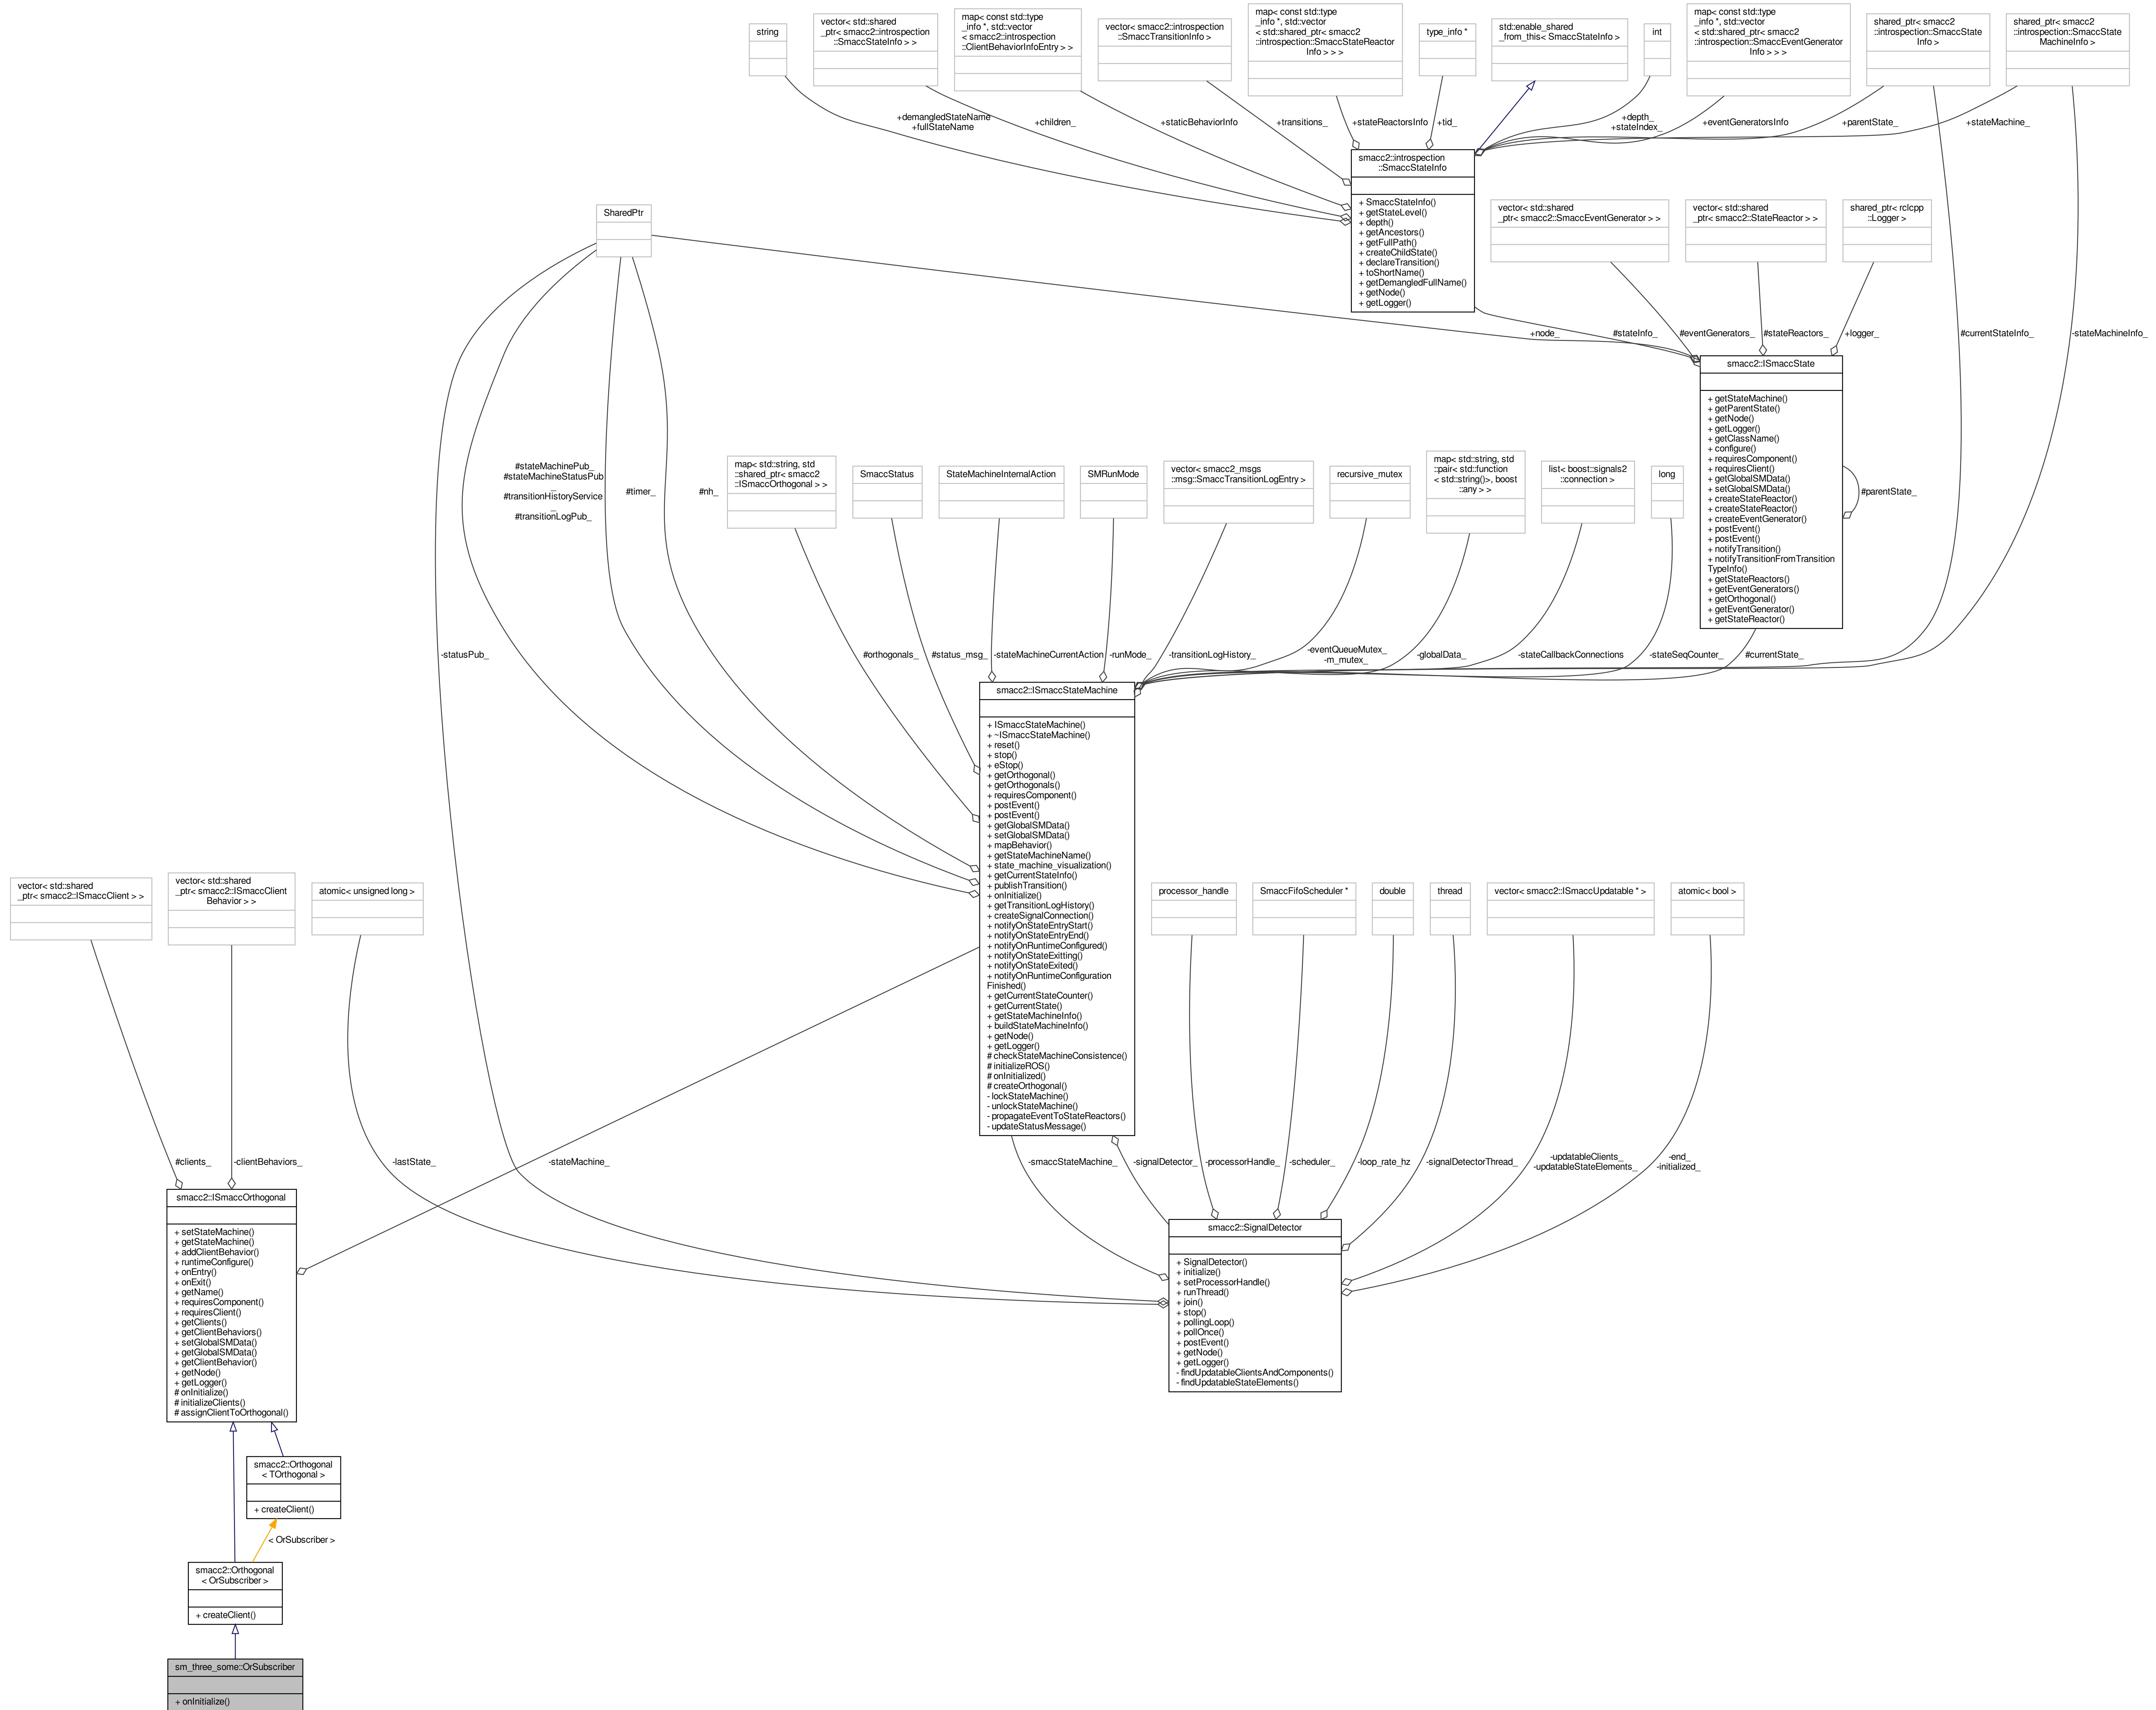 string
vector< std::shared
_ptr< smacc2::introspection
::SmaccStateInfo > >
map< const std::type
_info *, std::vector
< smacc2::introspection
::ClientBehaviorInfoEntry > >
vector< smacc2::introspection
::SmaccTransitionInfo >
map< const std::type
_info *, std::vector
< std::shared_ptr< smacc2
::introspection::SmaccStateReactor
Info > > >
type_info *
std::enable_shared
_from_this< SmaccStateInfo >
int
map< const std::type
_info *, std::vector
< std::shared_ptr< smacc2
::introspection::SmaccEventGenerator
Info > > >
shared_ptr< smacc2
::introspection::SmaccState
Info >
shared_ptr< smacc2
::introspection::SmaccState
MachineInfo >
+demangledStateName
+fullStateName
+children_
+staticBehaviorInfo
+transitions_
+stateReactorsInfo
+tid_
+depth_
+stateIndex_
+eventGeneratorsInfo
+parentState_
+stateMachine_
smacc2::introspection
::SmaccStateInfo
+ SmaccStateInfo()
+ getStateLevel()
+ depth()
+ getAncestors()
+ getFullPath()
+ createChildState()
+ declareTransition()
+ toShortName()
+ getDemangledFullName()
+ getNode()
+ getLogger()
SharedPtr
vector< std::shared
_ptr< smacc2::SmaccEventGenerator > >
vector< std::shared
_ptr< smacc2::StateReactor > >
shared_ptr< rclcpp
::Logger >
+node_
#stateInfo_
#eventGenerators_
#stateReactors_
+logger_
#currentStateInfo_
-stateMachineInfo_
smacc2::ISmaccState
+ getStateMachine()
+ getParentState()
+ getNode()
+ getLogger()
+ getClassName()
+ configure()
+ requiresComponent()
+ requiresClient()
+ getGlobalSMData()
+ setGlobalSMData()
+ createStateReactor()
+ createStateReactor()
+ createEventGenerator()
+ postEvent()
+ postEvent()
+ notifyTransition()
+ notifyTransitionFromTransition
TypeInfo()
+ getStateReactors()
+ getEventGenerators()
+ getOrthogonal()
+ getEventGenerator()
+ getStateReactor()
#parentState_
#stateMachinePub_
#stateMachineStatusPub
_
#transitionHistoryService
_
#transitionLogPub_
#timer_
#nh_
map< std::string, std
::shared_ptr< smacc2
::ISmaccOrthogonal > >
SmaccStatus
StateMachineInternalAction
SMRunMode
vector< smacc2_msgs
::msg::SmaccTransitionLogEntry >
recursive_mutex
map< std::string, std
::pair< std::function
< std::string()>, boost
::any > >
list< boost::signals2
::connection >
long
-statusPub_
#orthogonals_
#status_msg_
-stateMachineCurrentAction
-runMode_
-transitionLogHistory_
-eventQueueMutex_
-m_mutex_
-globalData_
-stateCallbackConnections
-stateSeqCounter_
#currentState_
smacc2::ISmaccStateMachine
+ ISmaccStateMachine()
+ ~ISmaccStateMachine()
+ reset()
+ stop()
+ eStop()
+ getOrthogonal()
+ getOrthogonals()
+ requiresComponent()
+ postEvent()
+ postEvent()
+ getGlobalSMData()
+ setGlobalSMData()
+ mapBehavior()
+ getStateMachineName()
+ state_machine_visualization()
+ getCurrentStateInfo()
+ publishTransition()
+ onInitialize()
+ getTransitionLogHistory()
+ createSignalConnection()
+ notifyOnStateEntryStart()
+ notifyOnStateEntryEnd()
+ notifyOnRuntimeConfigured()
+ notifyOnStateExitting()
+ notifyOnStateExited()
+ notifyOnRuntimeConfiguration
Finished()
+ getCurrentStateCounter()
+ getCurrentState()
+ getStateMachineInfo()
+ buildStateMachineInfo()
+ getNode()
+ getLogger()
# checkStateMachineConsistence()
# initializeROS()
# onInitialized()
# createOrthogonal()
- lockStateMachine()
- unlockStateMachine()
- propagateEventToStateReactors()
- updateStatusMessage()
vector< std::shared
_ptr< smacc2::ISmaccClient > >
vector< std::shared
_ptr< smacc2::ISmaccClient
Behavior > >
atomic< unsigned long >
processor_handle
SmaccFifoScheduler *
double
thread
vector< smacc2::ISmaccUpdatable * >
atomic< bool >
#clients_
-clientBehaviors_
-lastState_
-stateMachine_
-smaccStateMachine_
-signalDetector_
-processorHandle_
-scheduler_
-loop_rate_hz
-signalDetectorThread_
-updatableClients_
-updatableStateElements_
-end_
-initialized_
smacc2::ISmaccOrthogonal
+ setStateMachine()
+ getStateMachine()
+ addClientBehavior()
+ runtimeConfigure()
+ onEntry()
+ onExit()
+ getName()
+ requiresComponent()
+ requiresClient()
+ getClients()
+ getClientBehaviors()
+ setGlobalSMData()
+ getGlobalSMData()
+ getClientBehavior()
+ getNode()
+ getLogger()
# onInitialize()
# initializeClients()
# assignClientToOrthogonal()
smacc2::SignalDetector
+ SignalDetector()
+ initialize()
+ setProcessorHandle()
+ runThread()
+ join()
+ stop()
+ pollingLoop()
+ pollOnce()
+ postEvent()
+ getNode()
+ getLogger()
- findUpdatableClientsAndComponents()
- findUpdatableStateElements()
smacc2::Orthogonal
< TOrthogonal >
+ createClient()
< OrSubscriber >
smacc2::Orthogonal
< OrSubscriber >
+ createClient()
sm_three_some::OrSubscriber
+ onInitialize()